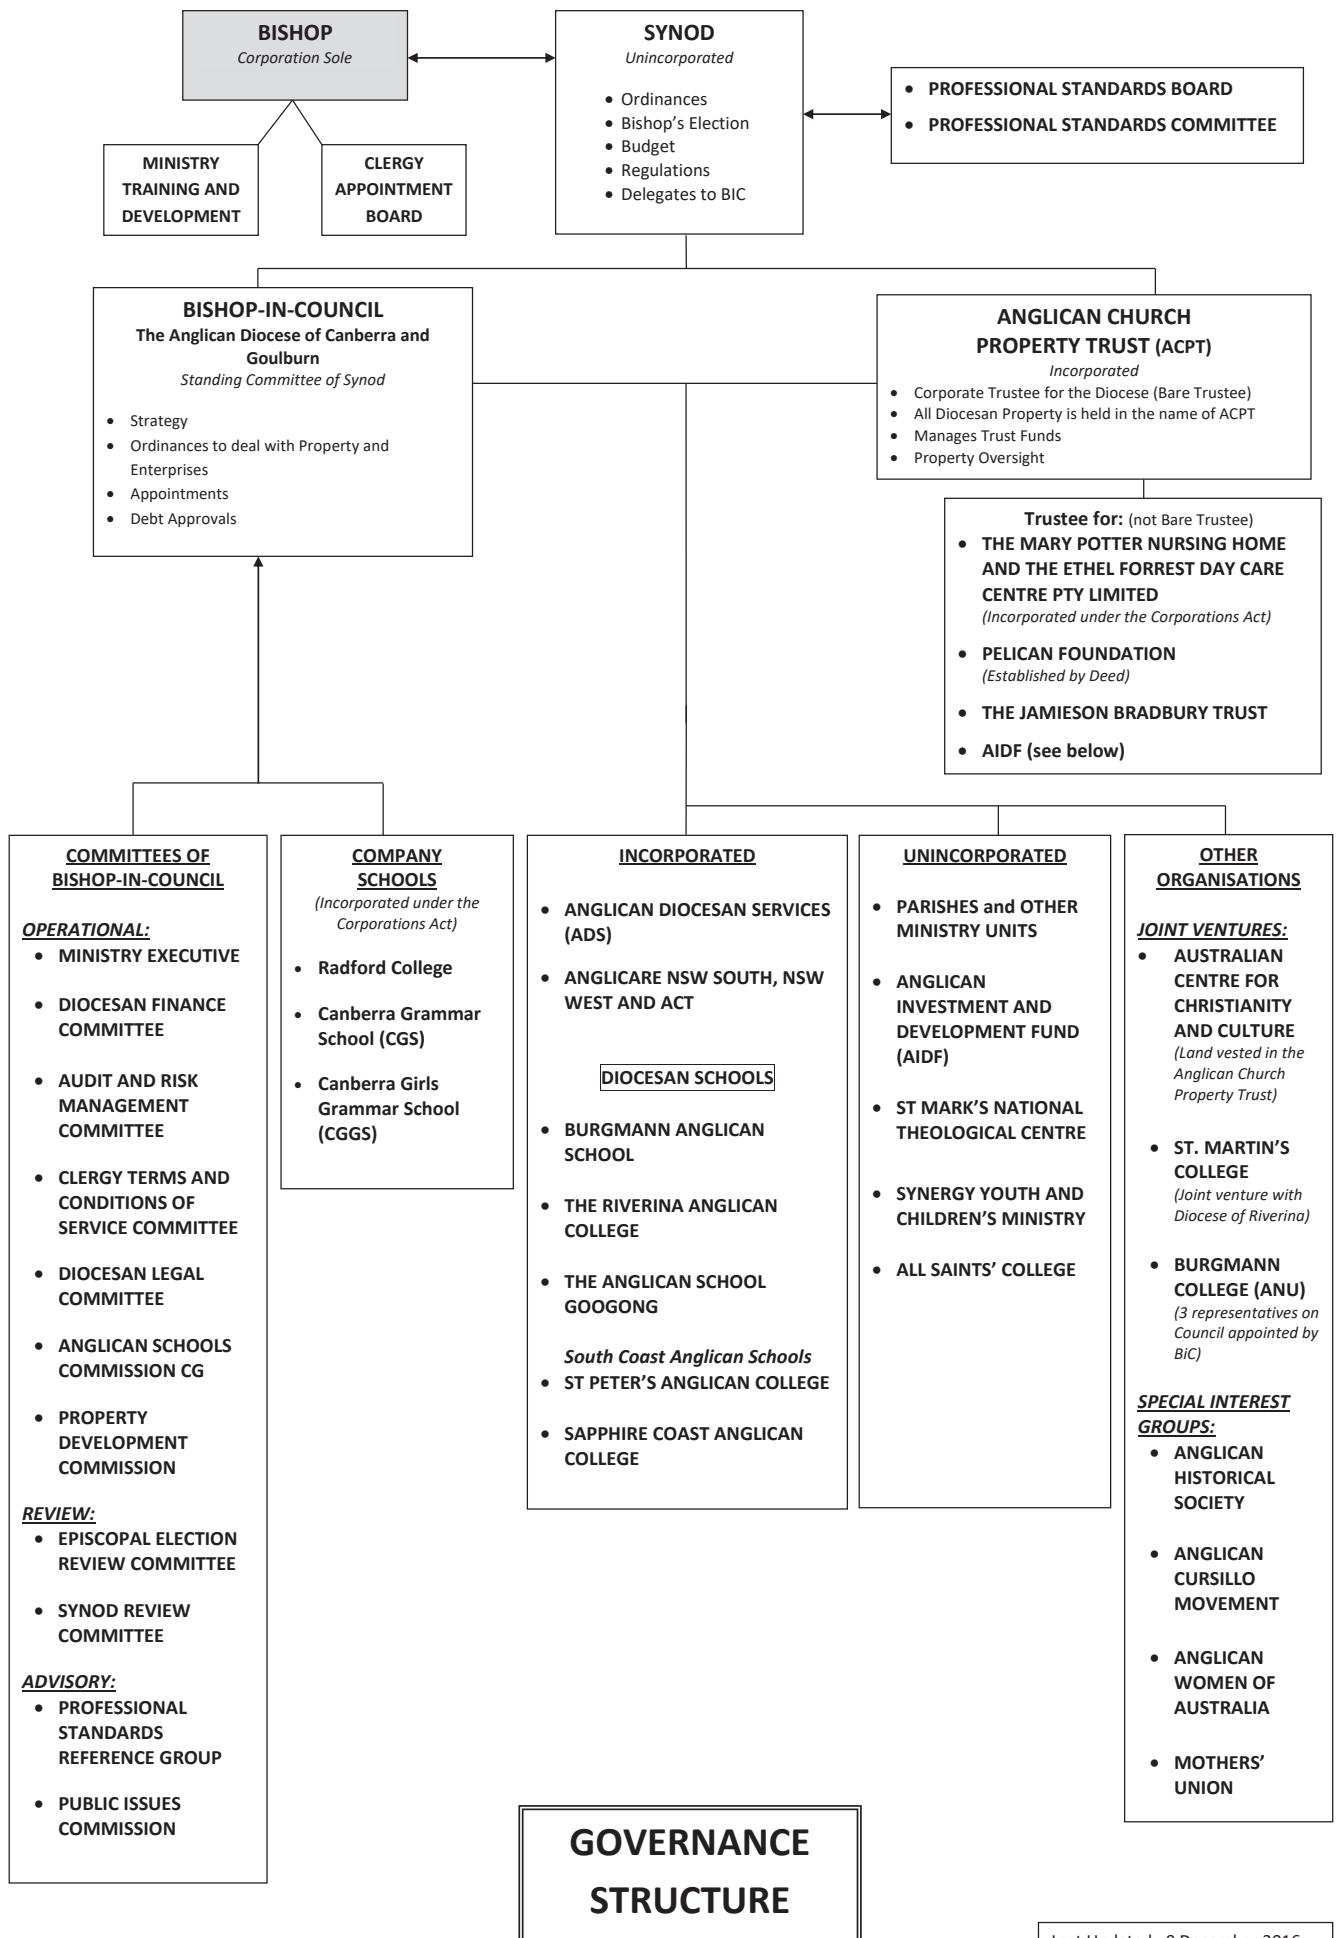 BISHOP
Corporation Sole
SYNOD
Unincorporated
• Ordinances
• Bishop's Election
• Budget
• Regulations
• Delegates to BIC
• PROFESSIONAL STANDARDS BOARD
• PROFESSIONAL STANDARDS COMMITTEE
MINISTRY
TRAINING AND
DEVELOPMENT
CLERGY
APPOINTMENT
BOARD
BISHOP-IN-COUNCIL
The Anglican Diocese of Canberra and
Goulburn
Standing Committee of Synod
• Strategy
• Ordinances to deal with Property and
Enterprises
• Appointments
• Debt Approvals
ANGLICAN CHURCH
PROPERTY TRUST (ACPT)
Incorporated
• Corporate Trustee for the Diocese (Bare Trustee)
• All Diocesan Property is held in the name of ACPT
• Manages Trust Funds
• Property Oversight
Trustee for: (not Bare Trustee)
• THE MARY POTTER NURSING HOME
AND THE ETHEL FORREST DAY CARE
CENTRE PTY LIMITED
(Incorporated under the Corporations Act)
• PELICAN FOUNDATION
(Established by Deed)
• THE JAMIESON BRADBURY TRUST
• AIDF (see below)
COMMITTEES OF
BISHOP-IN-COUNCIL
OPERATIONAL:
• MINISTRY EXECUTIVE
• DIOCESAN FINANCE
COMMITTEE
• AUDIT AND RISK
MANAGEMENT
COMMITTEE
• CLERGY TERMS AND
CONDITIONS OF
SERVICE COMMITTEE
• DIOCESAN LEGAL
COMMITTEE
• ANGLICAN SCHOOLS
COMMISSION CG
• PROPERTY
DEVELOPMENT
COMMISSION
REVIEW:
• EPISCOPAL ELECTION
REVIEW COMMITTEE
• SYNOD REVIEW
COMMITTEE
ADVISORY:
• PROFESSIONAL
STANDARDS
REFERENCE GROUP
• PUBLIC ISSUES
COMMISSION
COMPANY
SCHOOLS
(Incorporated under the
Corporations Act)
• Radford College
• Canberra Grammar
School (CGS)
• Canberra Girls
Grammar School
(CGGS)
INCORPORATED
• ANGLICAN DIOCESAN SERVICES
(ADS)
• ANGLICARE NSW SOUTH, NSW
WEST AND ACT
DIOCESAN SCHOOLS
• BURGMANN ANGLICAN
SCHOOL
• THE RIVERINA ANGLICAN
COLLEGE
• THE ANGLICAN SCHOOL
GOOGONG
South Coast Anglican Schools
• ST PETER'S ANGLICAN COLLEGE
• SAPPHIRE COAST ANGLICAN
COLLEGE
UNINCORPORATED
• PARISHES and OTHER
MINISTRY UNITS
• ANGLICAN
INVESTMENT AND
DEVELOPMENT FUND
(AIDF)
• ST MARK'S NATIONAL
THEOLOGICAL CENTRE
• SYNERGY YOUTH AND
CHILDREN'S MINISTRY
• ALL SAINTS' COLLEGE
OTHER
ORGANISATIONS
JOINT VENTURES:
• AUSTRALIAN
CENTRE FOR
CHRISTIANITY
AND CULTURE
(Land vested in the
Anglican Church
Property Trust)
• ST. MARTIN'S
COLLEGE
(Joint venture with
Diocese of Riverina)
• BURGMANN
COLLEGE (ANU)
(3 representatives on
Council appointed by
BiC)
SPECIAL INTEREST
GROUPS:
• ANGLICAN
HISTORICAL
SOCIETY
• ANGLICAN
CURSILLO
MOVEMENT
• ANGLICAN
WOMEN OF
AUSTRALIA
• MOTHERS'
UNION
GOVERNANCE
STRUCTURE